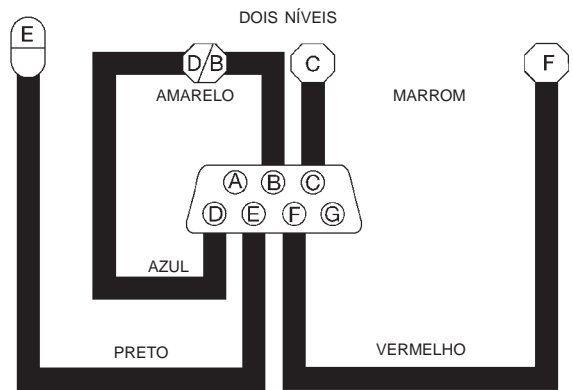 DOIS NÍVEIS
E
D/B
C
F
AMARELO
MARROM
A B C
D E F G
AZUL
PRETO
VERMELHO